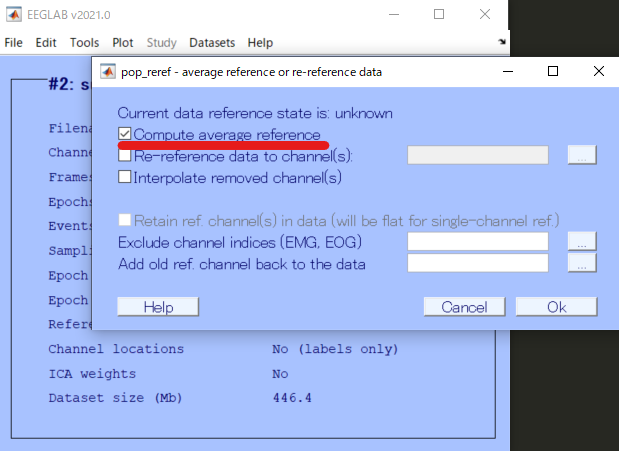 EEGLAB v2021.0
File Edit Tools Plot Study Datasets Help
#2: s
pop_reref - average reference or re-reference data
Current data reference state is: unknown
Compute average reference
Re-reference data to channel(s):
...
Interpolate removed channel(s)
Retain ref. channel(s) in data (will be flat for single-channel ref.)
Exclude channel indices (EMG, EOG)
...
Add old ref. channel back to the data
...
Help Cancel Ok
Filena
Channe
Frames
Epochs
Events
Sampli
Epoch
Epoch
Refere
Channel locations No (labels only)
ICA weights No
Dataset size (Mb) 446.4